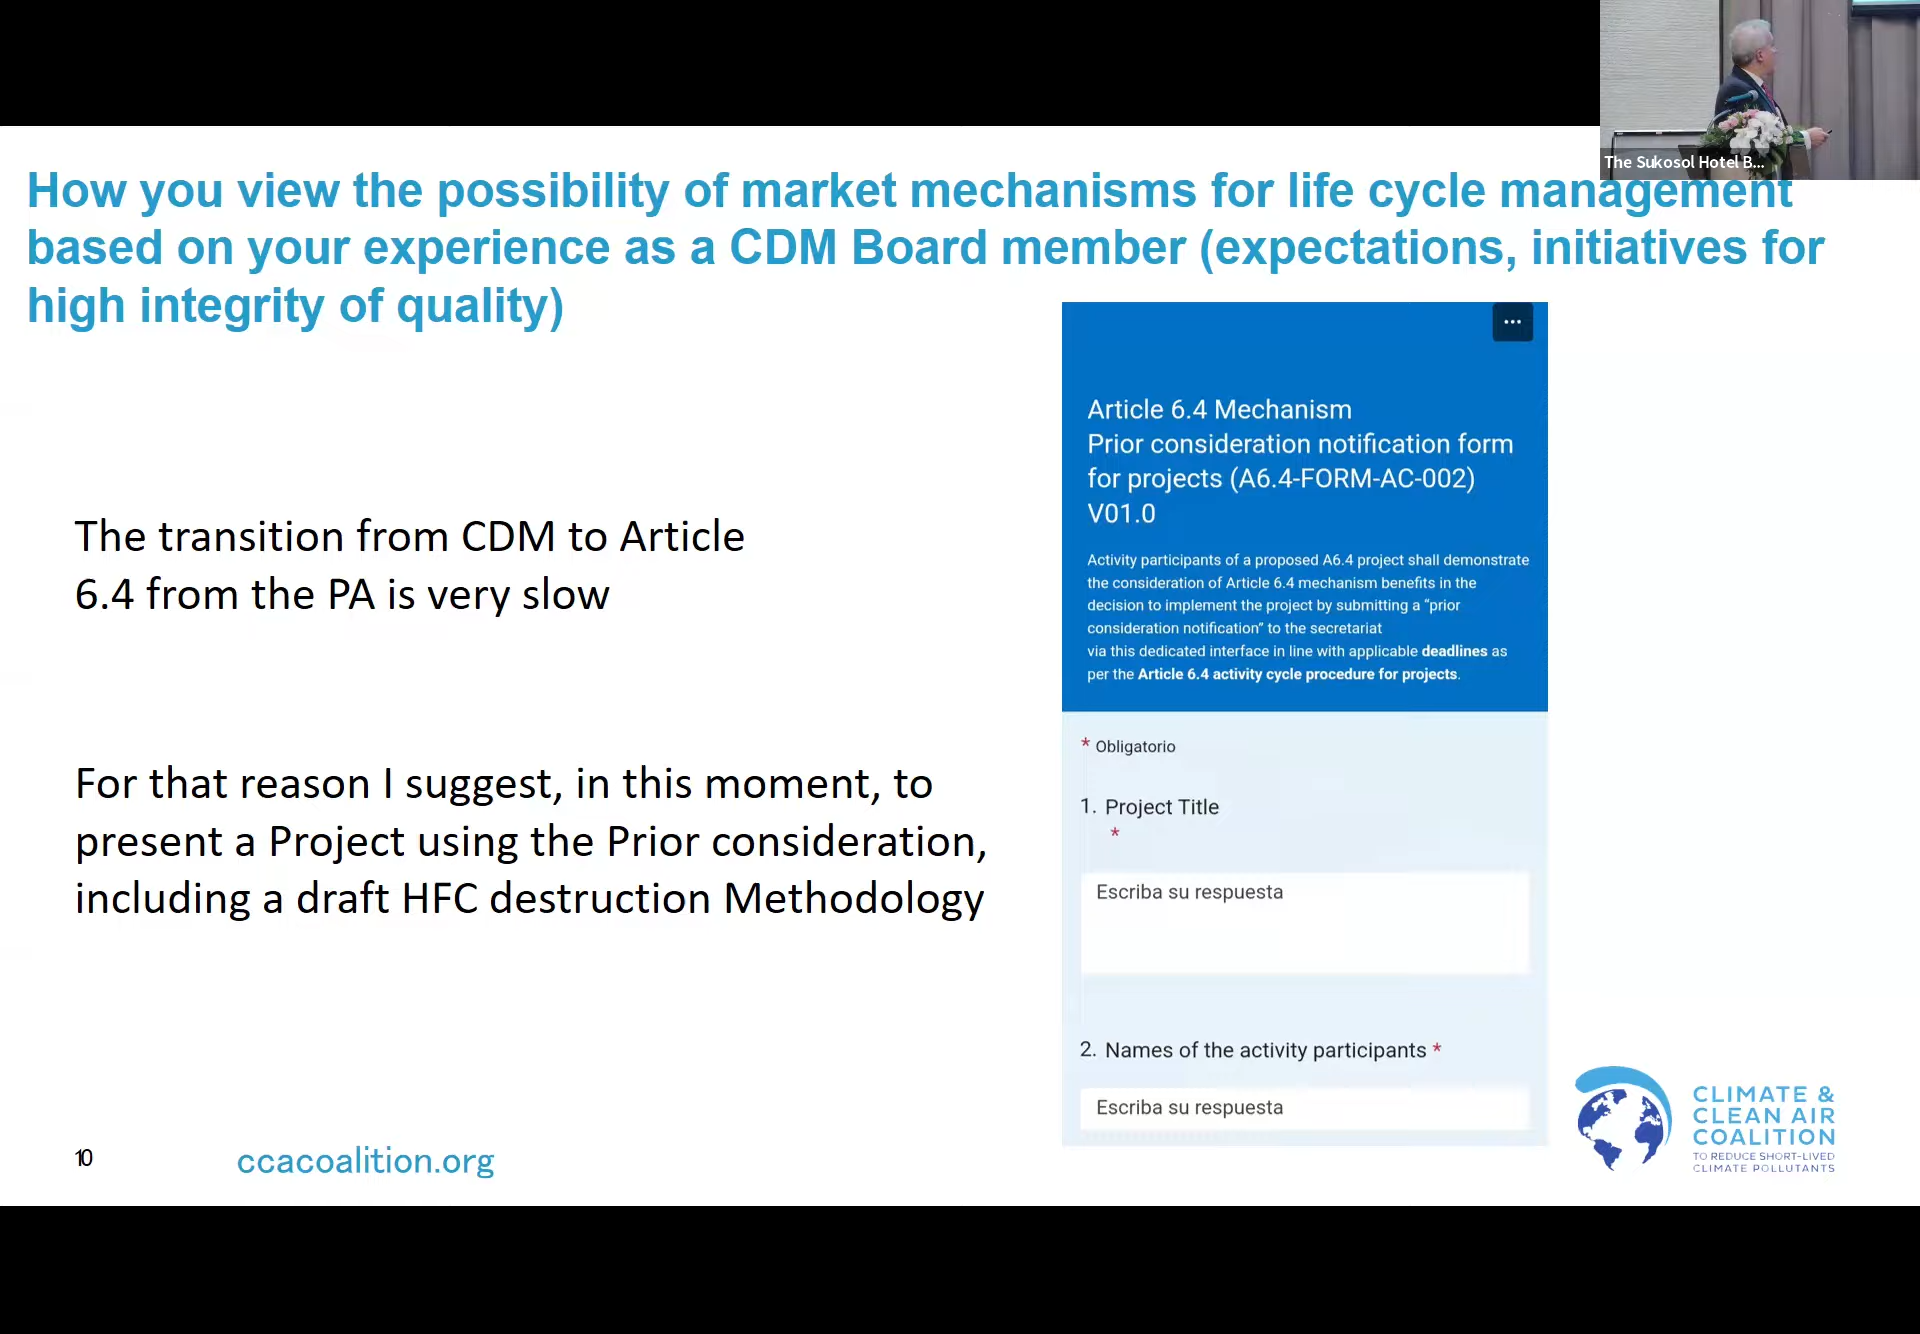 The Sukosol Hotel B...
How you view the possibility of market mechanisms for life cycle management
based on your experience as a CDM Board member (expectations, initiatives for
high integrity of quality)
The transition from CDM to Article
6.4 from the PA is very slow
For that reason I suggest, in this moment, to
present a Project using the Prior consideration,
including a draft HFC destruction Methodology
...
Article 6.4 Mechanism
Prior consideration notification form
for projects (A6.4-FORM-AC-002)
V01.0
Activity participants of a proposed A6.4 project shall demonstrate
the consideration of Article 6.4 mechanism benefits in the
decision to implement the project by submitting a “prior
consideration notification” to the secretariat
via this dedicated interface in line with applicable deadlines as
per the Article 6.4 activity cycle procedure for projects.
* Obligatorio
1. Project Title
*
Escriba su respuesta
2. Names of the activity participants *
Escriba su respuesta
10
ccacoalition.org
CLIMATE &
CLEAN AIR
COALITION
TO REDUCE SHORT-LIVED
CLIMATE POLLUTANTS